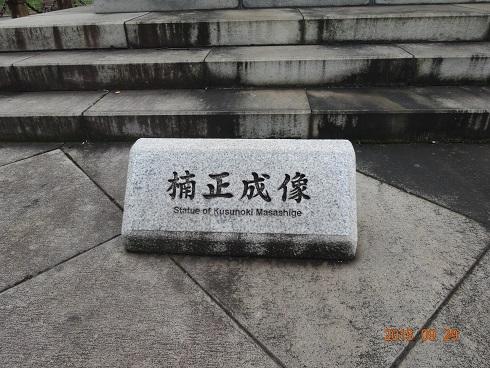 楠正成像
Statue of Kusunoki Masashige